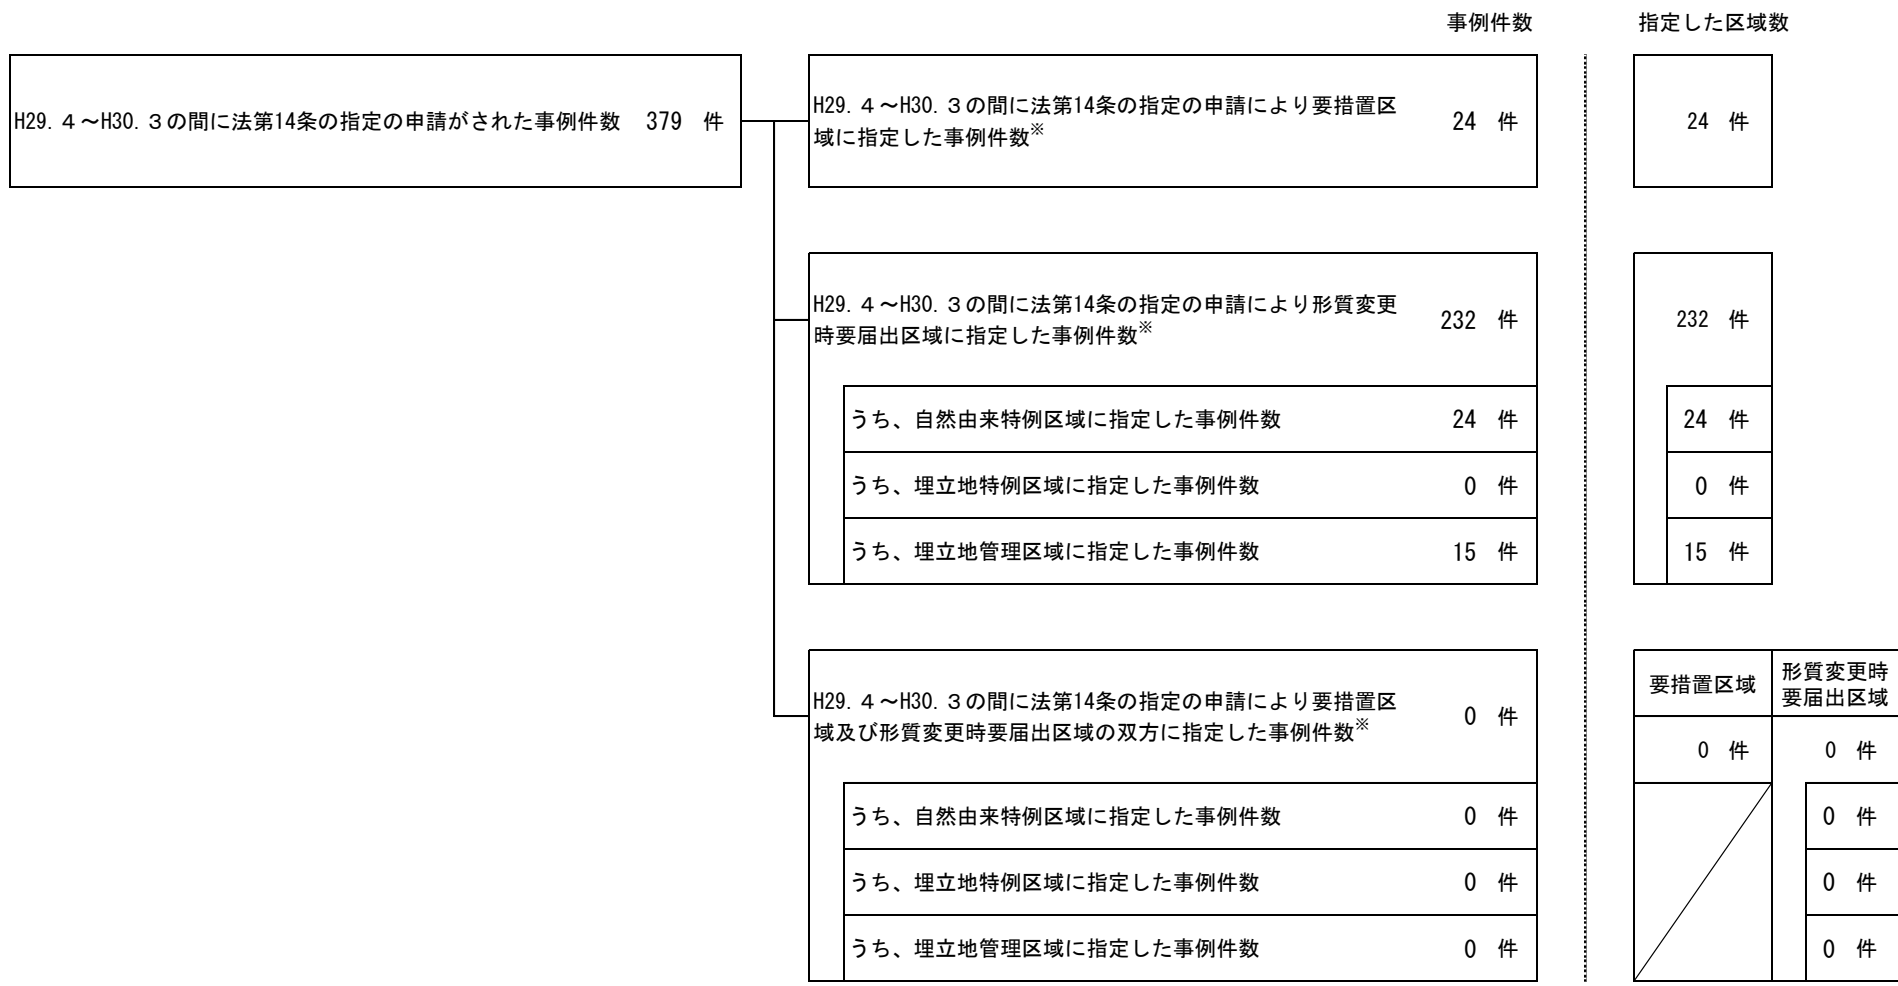 事例件数　指定した区域数
H29.４～H30.３の間に法第14条の指定の申請がされた事例件数　379　件
H29.４～H30.３の間に法第14条の指定の申請により要措置区
域に指定した事例件数※
24　件
24　件
H29.４～H30.３の間に法第14条の指定の申請により形質変更
時要届出区域に指定した事例件数※
232　件
232　件
うち、自然由来特例区域に指定した事例件数　24　件
24　件
うち、埋立地特例区域に指定した事例件数　0　件
0　件
うち、埋立地管理区域に指定した事例件数　15　件
15　件
H29.４～H30.３の間に法第14条の指定の申請により要措置区
域及び形質変更時要届出区域の双方に指定した事例件数※
0　件
要措置区域
形質変更時
要届出区域
0　件
0　件
うち、自然由来特例区域に指定した事例件数　0　件
0　件
うち、埋立地特例区域に指定した事例件数　0　件
0　件
うち、埋立地管理区域に指定した事例件数　0　件
0　件